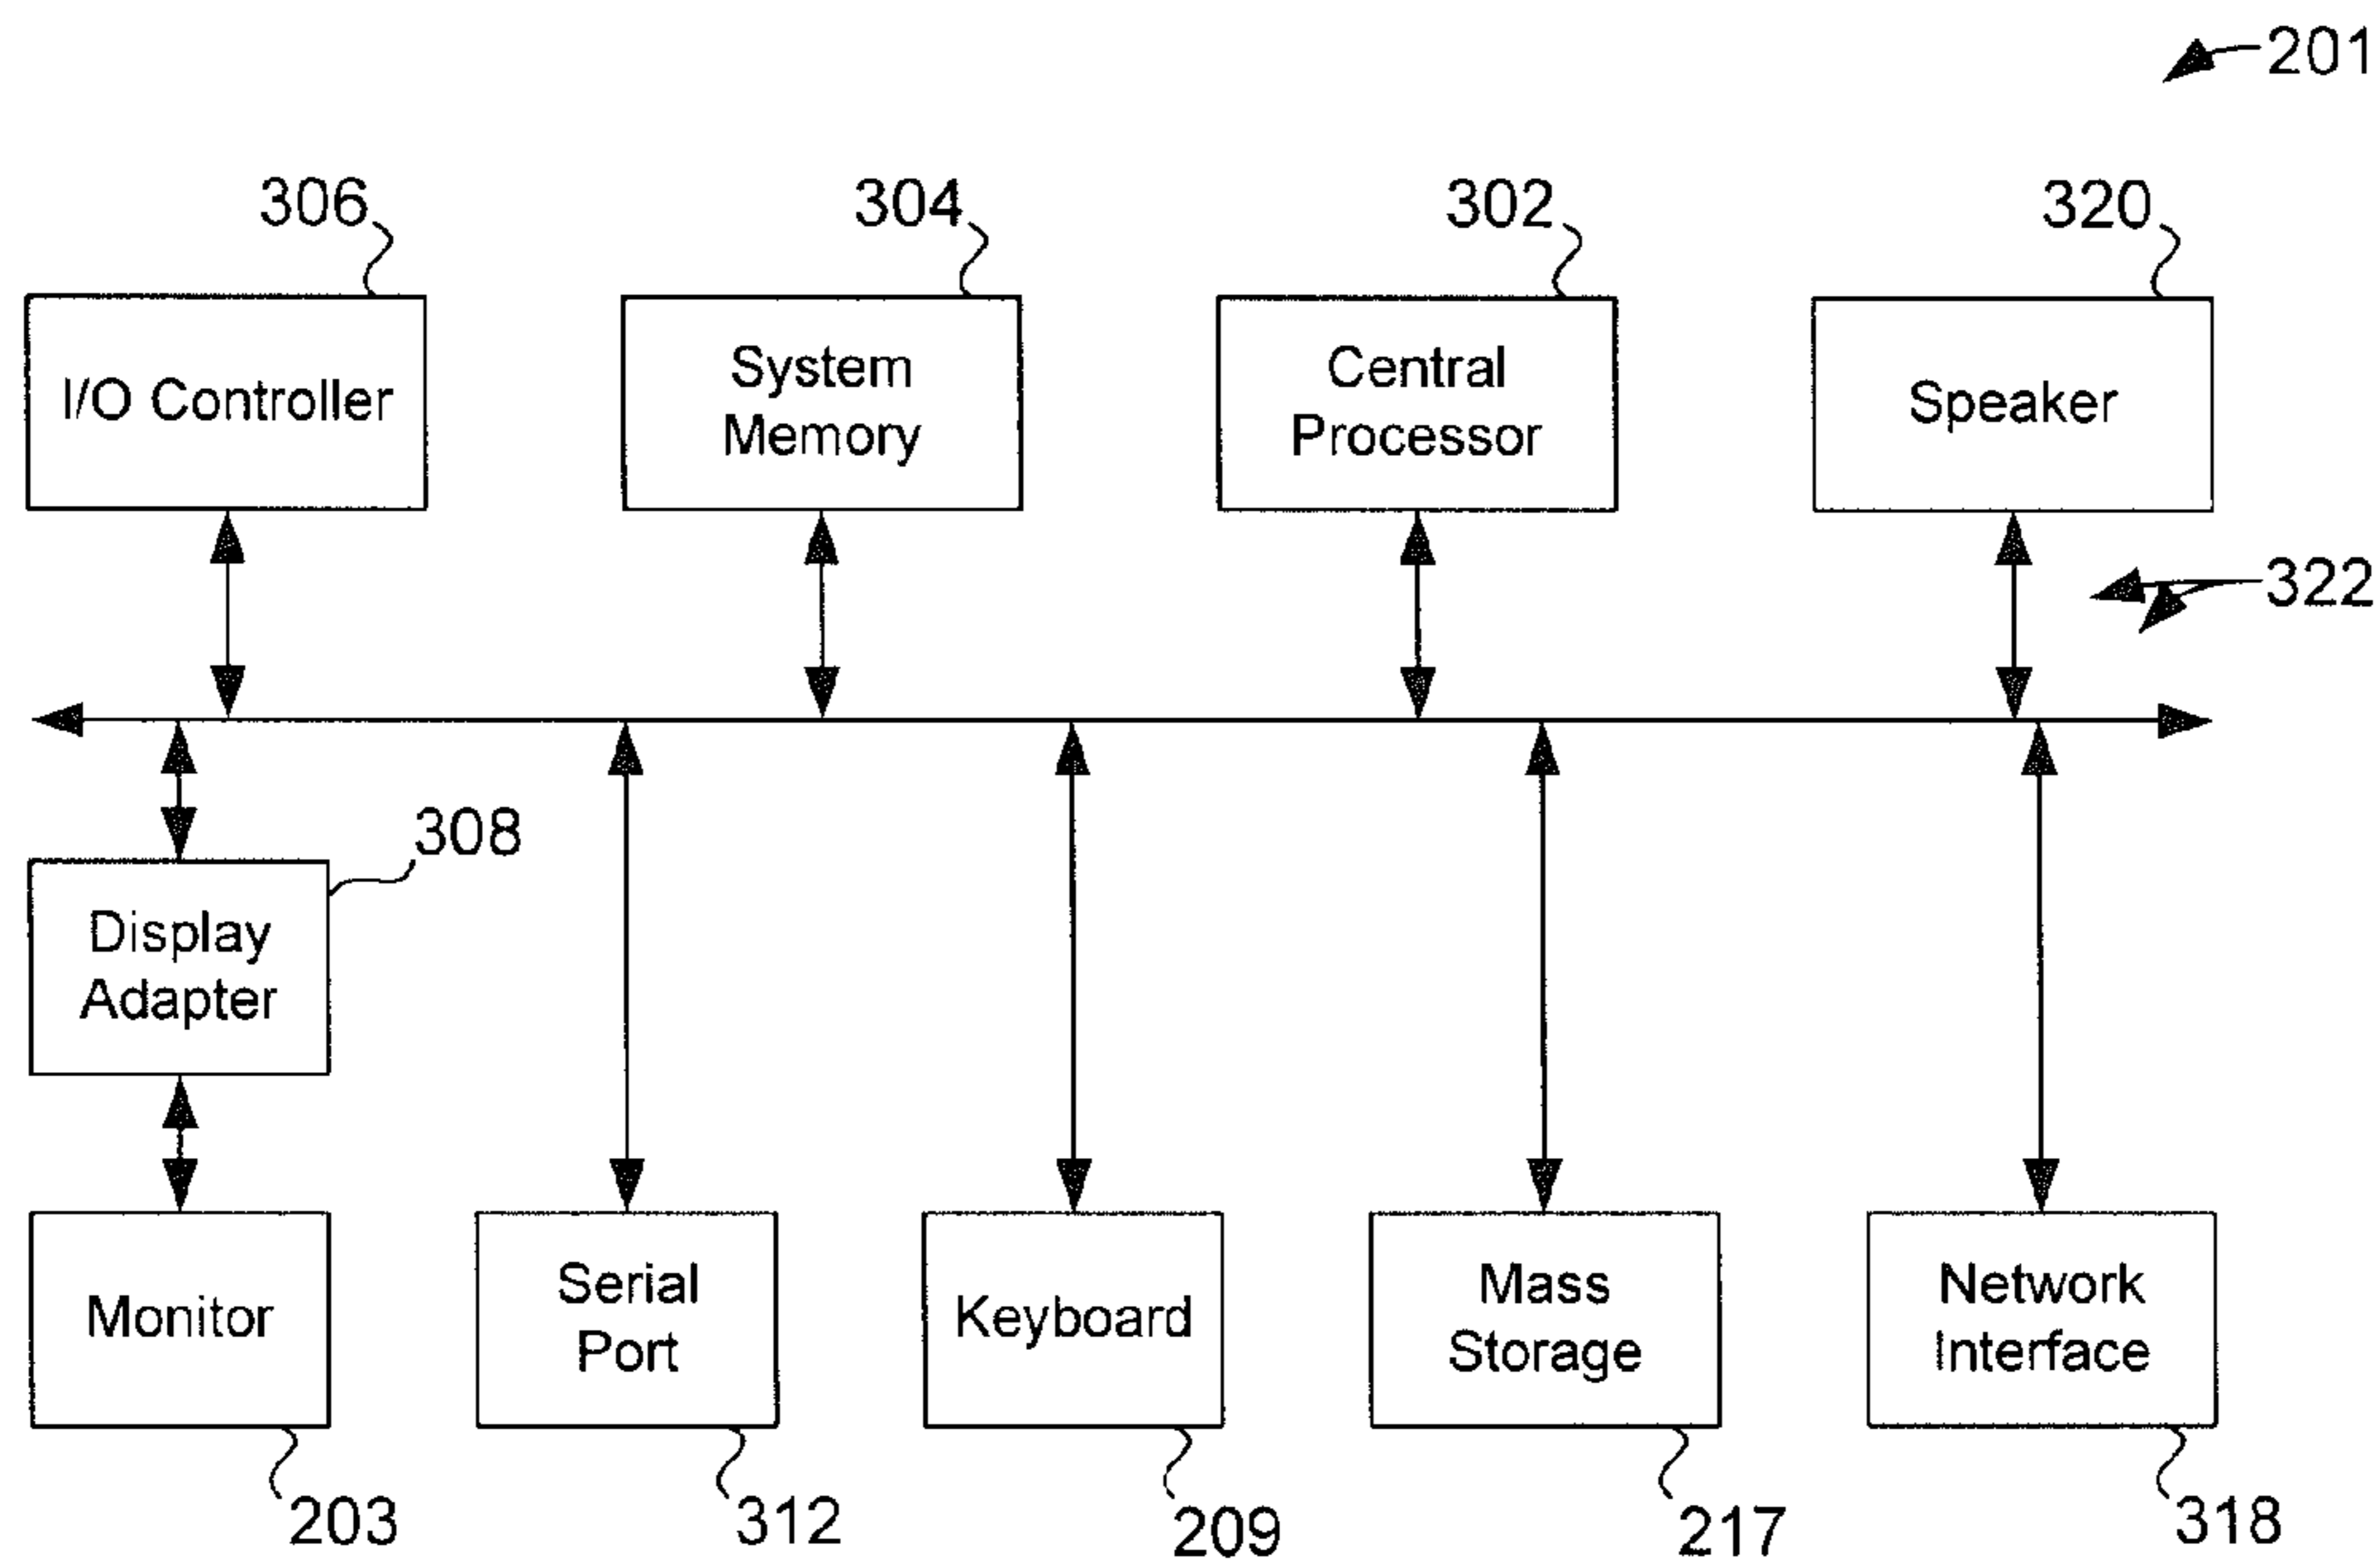 201
306
304
302
320
I/O Controller
System
Memory
Central
Processor
Speaker
322
308
Display
Adapter
Monitor
Serial
Port
Keyboard
Mass
Storage
Network
Interface
203
312
209
217
318